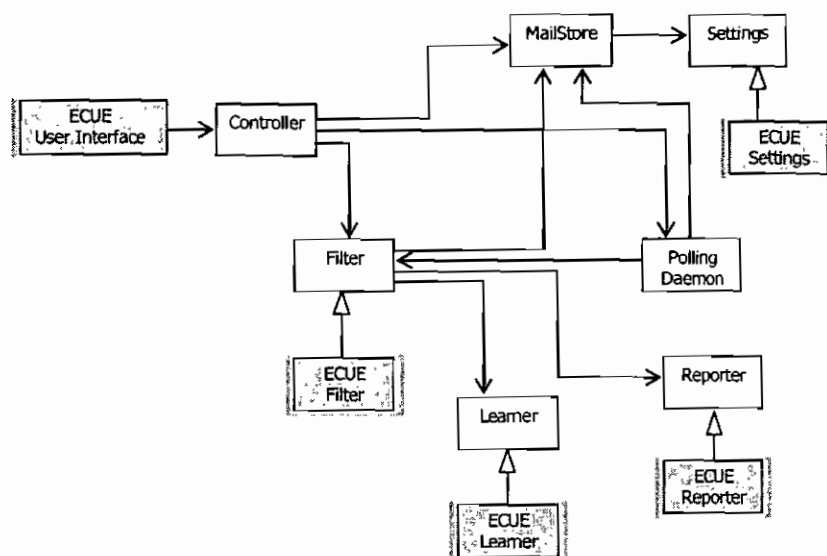 MailStore
Settings
ECUE
User Interface
Controller
ECUE
Settings
Filter
Polling
Daemon
ECUE
Filter
Reporter
Learner
ECUE
Reporter
ECUE
Learner